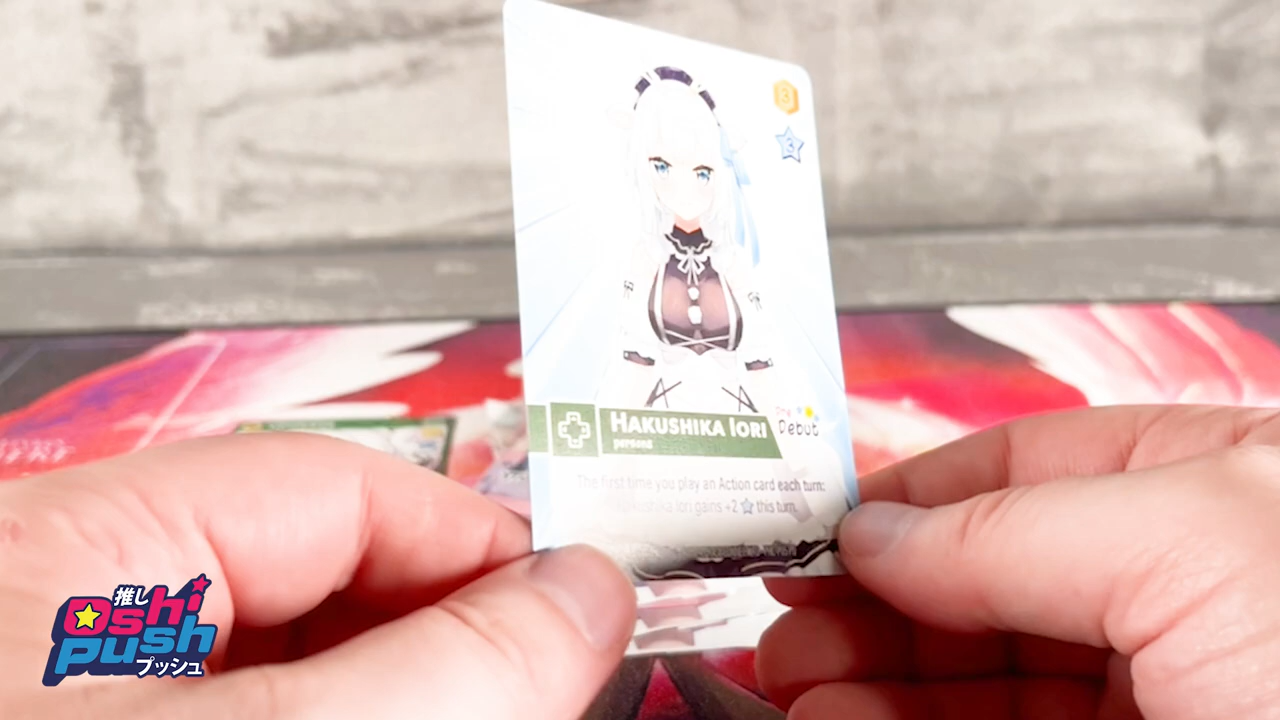 3
3
HAKUSHIKA IORI
persona
Debut
The first time you play an Action card each turn:
Hakushika Iori gains +2 this turn.
推し
Oshi
push
プッシュ